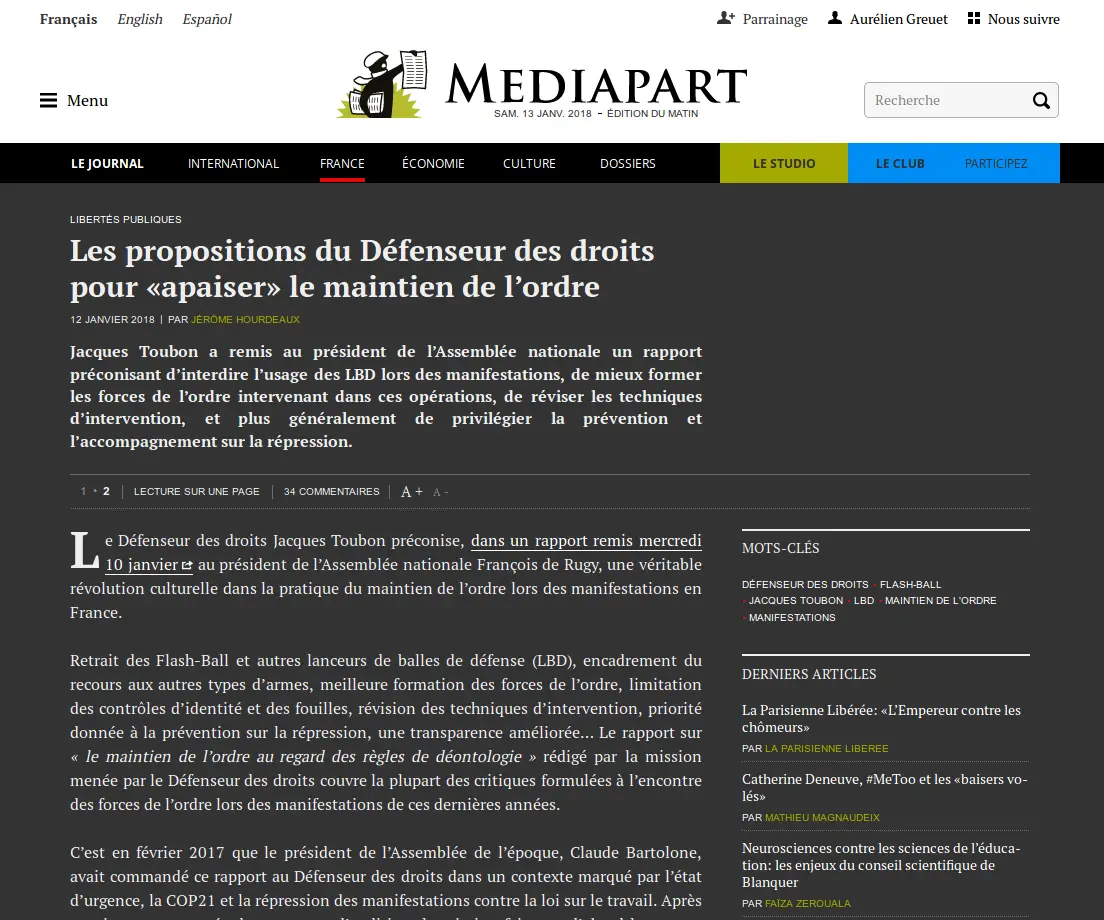 Français English Español
Parrainage Aurélien Greuet Nous suivre
Menu
MEDIAPART
SAM. 13 JANV. 2018 - ÉDITION DU MATIN
Recherche
LE JOURNAL INTERNATIONAL FRANCE ÉCONOMIE CULTURE DOSSIERS LE STUDIO LE CLUB PARTICIPEZ
LIBERTÉS PUBLIQUES
Les propositions du Défenseur des droits
pour «apaiser» le maintien de l’ordre
12 JANVIER 2018 | PAR JÉRÔME HOURDEAUX
Jacques Toubon a remis au président de l’Assemblée nationale un rapport
préconisant d’interdire l’usage des LBD lors des manifestations, de mieux former
les forces de l’ordre intervenant dans ces opérations, de réviser les techniques
d’intervention, et plus généralement de privilégier la prévention et
l’accompagnement sur la répression.
1 • 2 | LECTURE SUR UNE PAGE | 34 COMMENTAIRES | A + A -
Le Défenseur des droits Jacques Toubon préconise, dans un rapport remis mercredi
10 janvier au président de l’Assemblée nationale François de Rugy, une véritable
révolution culturelle dans la pratique du maintien de l’ordre lors des manifestations en
France.
Retrait des Flash-Ball et autres lanceurs de balles de défense (LBD), encadrement du
recours aux autres types d’armes, meilleure formation des forces de l’ordre, limitation
des contrôles d’identité et des fouilles, révision des techniques d’intervention, priorité
donnée à la prévention sur la répression, une transparence améliorée… Le rapport sur
« le maintien de l’ordre au regard des règles de déontologie » rédigé par la mission
menée par le Défenseur des droits couvre la plupart des critiques formulées à l’encontre
des forces de l’ordre lors des manifestations de ces dernières années.
C’est en février 2017 que le président de l’Assemblée de l’époque, Claude Bartolone,
avait commandé ce rapport au Défenseur des droits dans un contexte marqué par l’état
d’urgence, la COP21 et la répression des manifestations contre la loi sur le travail. Après
MOTS-CLÉS
DÉFENSEUR DES DROITS • FLASH-BALL
• JACQUES TOUBON • LBD • MAINTIEN DE L'ORDRE
• MANIFESTATIONS
DERNIERS ARTICLES
La Parisienne Libérée: «L’Empereur contre les
chômeurs»
PAR LA PARISIENNE LIBEREE
Catherine Deneuve, #MeToo et les «baisers vo-
lés»
PAR MATHIEU MAGNAUDEIX
Neurosciences contre les sciences de l’éduca-
tion: les enjeux du conseil scientifique de
Blanquer
PAR FAÏZA ZEROUALA